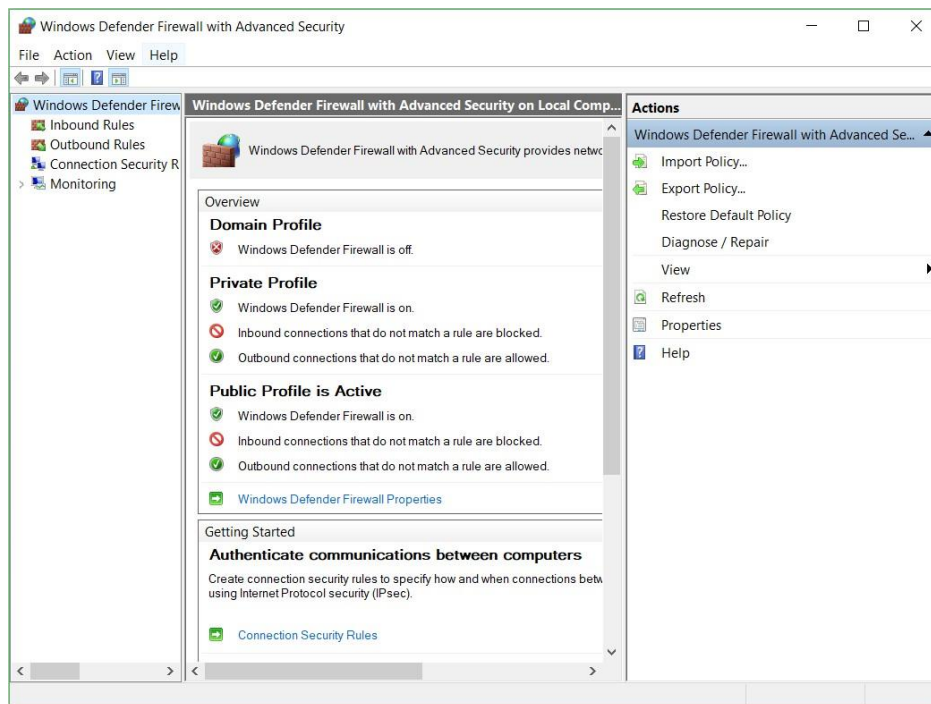 Windows Defender Firewall with Advanced Security
File Action View Help
Windows Defender Firew
Inbound Rules
Outbound Rules
Connection Security R
Monitoring
Windows Defender Firewall with Advanced Security on Local Comp...
Windows Defender Firewall with Advanced Security provides netwo
Overview
Domain Profile
Windows Defender Firewall is off.
Private Profile
Windows Defender Firewall is on.
Inbound connections that do not match a rule are blocked.
Outbound connections that do not match a rule are allowed.
Public Profile is Active
Windows Defender Firewall is on.
Inbound connections that do not match a rule are blocked.
Outbound connections that do not match a rule are allowed.
Windows Defender Firewall Properties
Getting Started
Authenticate communications between computers
Create connection security rules to specify how and when connections betw
using Internet Protocol security (IPsec).
Connection Security Rules
Actions
Windows Defender Firewall with Advanced Se...
Import Policy...
Export Policy...
Restore Default Policy
Diagnose / Repair
View
Refresh
Properties
Help